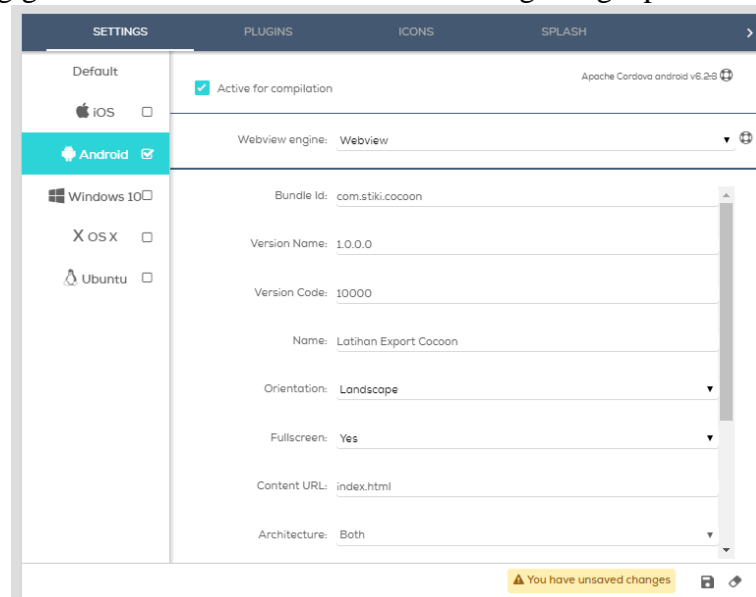 SETTINGS PLUGINS ICONS SPLASH
Default
iOS
Android
Windows 10
X OS X
Ubuntu
Active for compilation
Apache Cordova android v6.2.3
Webview engine: Webview
Bundle Id: com.stiki.cocoon
Version Name: 1.0.0.0
Version Code: 10000
Name: Latihan Export Cocoon
Orientation: Landscape
Fullscreen: Yes
Content URL: index.html
Architecture: Both
You have unsaved changes